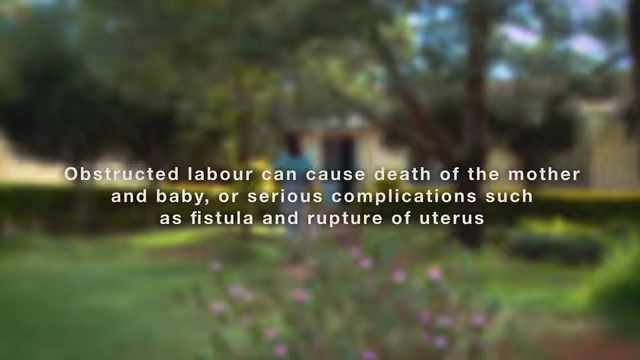 Obstructed labour can cause death of the mother
and baby, or serious complications such
as fistula and rupture of uterus